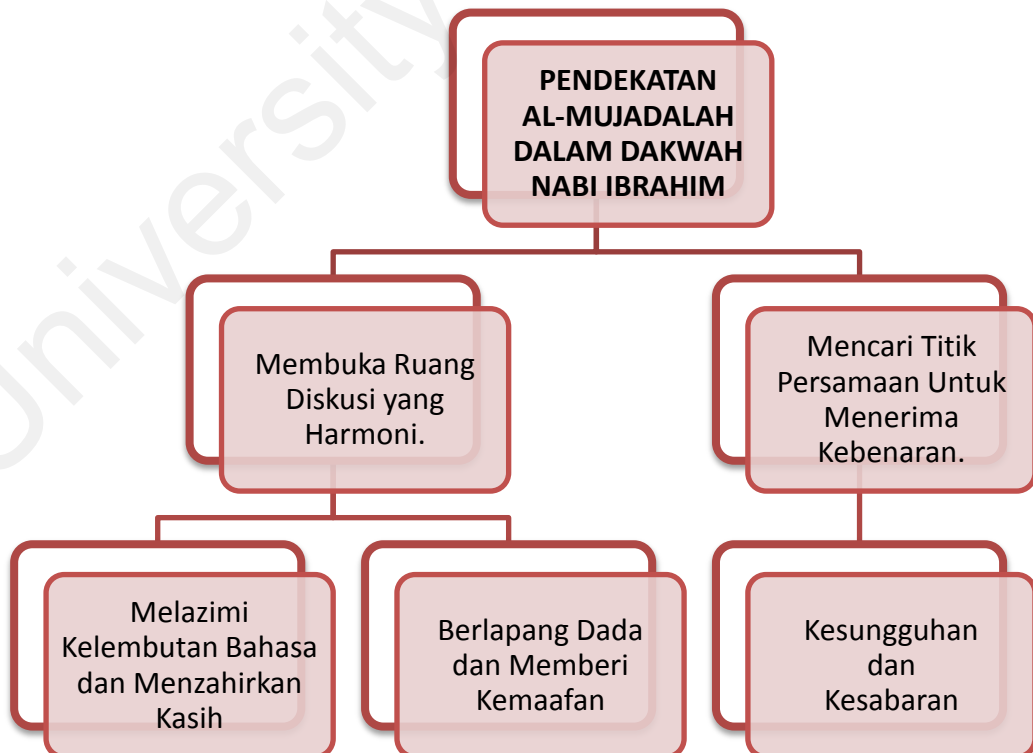 PENDEKATAN
AL-MUJADALAH
DALAM DAKWAH
NABI IBRAHIM
Membuka Ruang
Diskusi yang
Harmoni.
Mencari Titik
Persamaan Untuk
Menerima
Kebenaran.
Melazimi
Kelembutan Bahasa
dan Menzahirkan
Kasih
Berlapang Dada
dan Memberi
Kemaafan
Kesungguhan
dan
Kesabaran
University